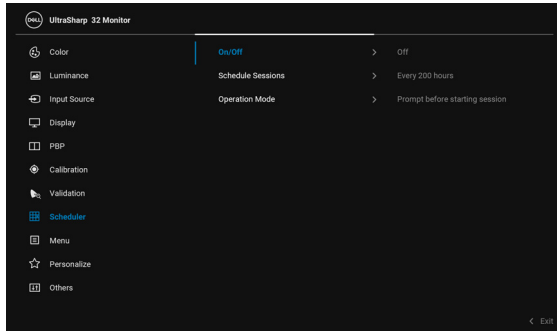 DELL UltraSharp 32 Monitor
Color
Luminance
Input Source
Display
PBP
Calibration
Validation
Scheduler
Menu
Personalize
Others
On/Off > Off
Schedule Sessions > Every 200 hours
Operation Mode > Prompt before starting session
< Exit